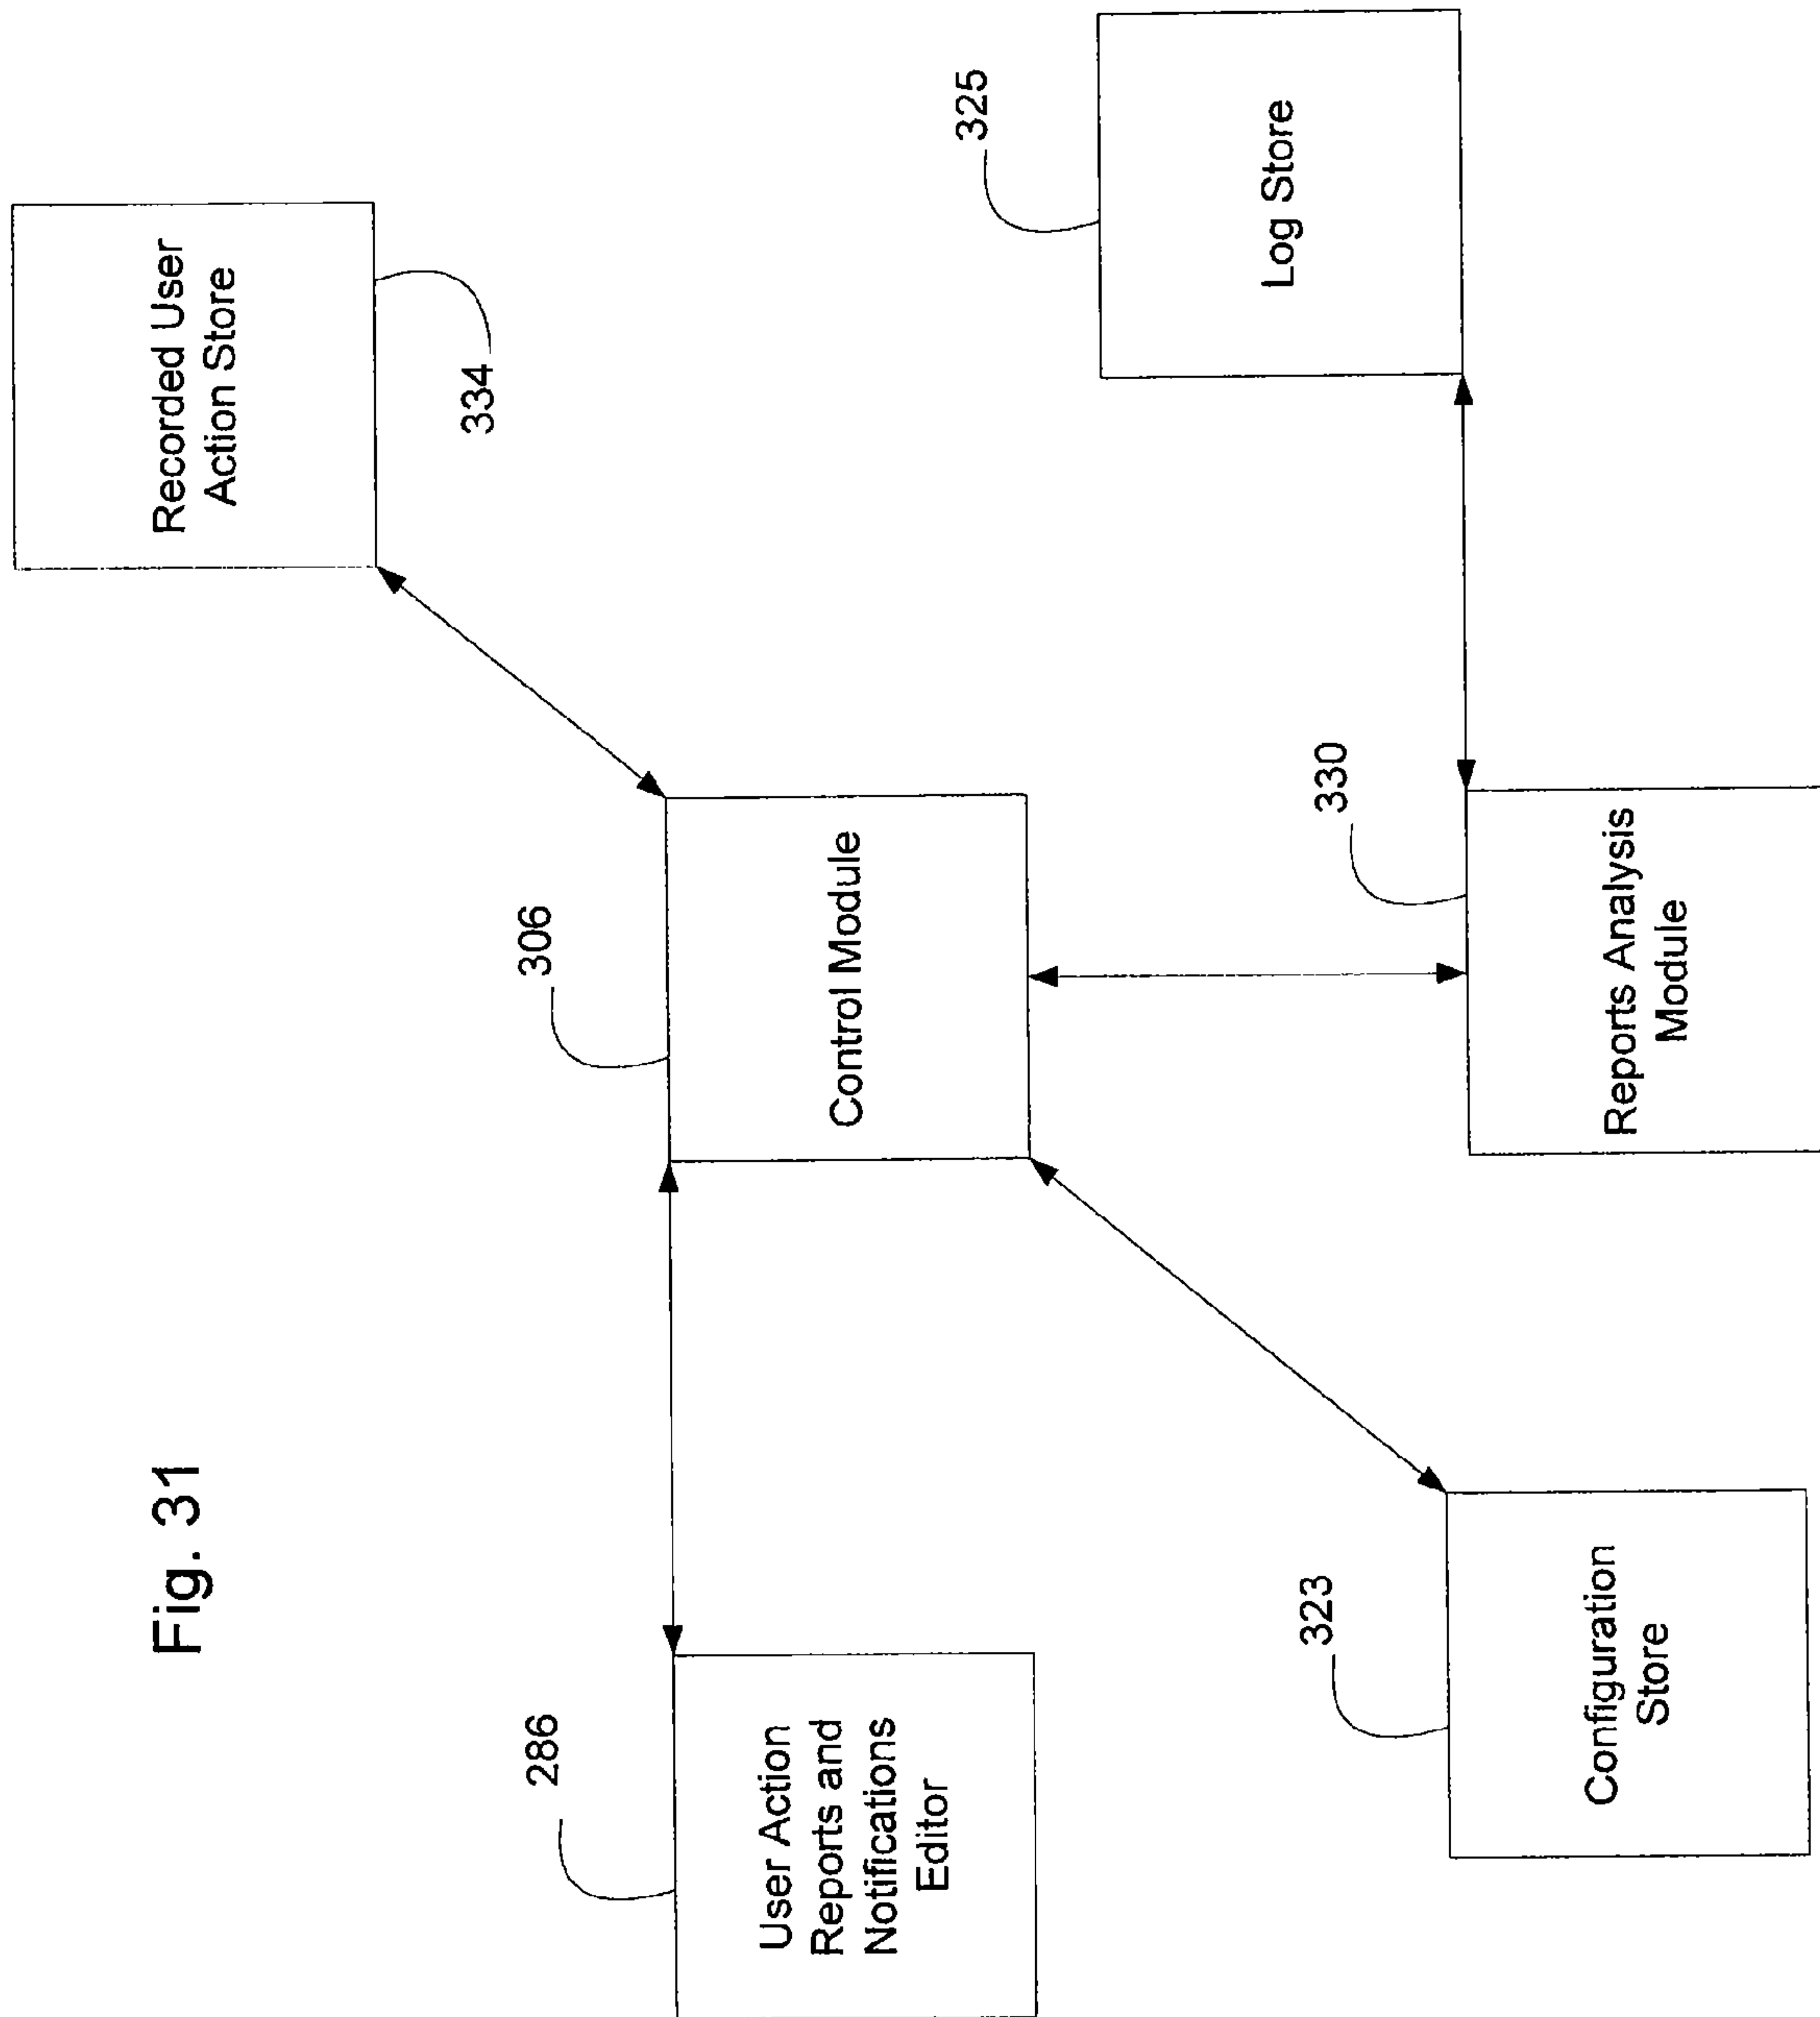 Fig. 31
286
User Action
Reports and
Notifications
Editor
306
Control Module
334
Recorded User
Action Store
323
Configuration
Store
330
Reports Analysis
Module
325
Log Store